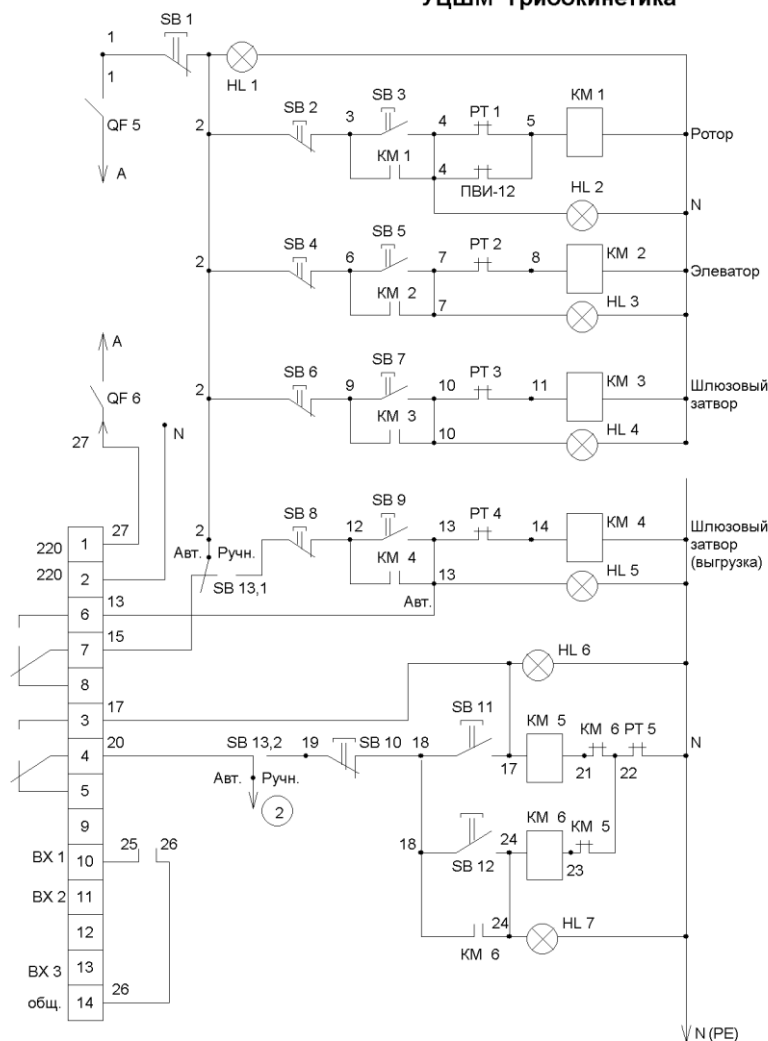 УЦШМ "Трибокинетика"
SB 1
1
1
HL 1
QF 5
A
2
SB 2
3
SB 3
4
РТ 1
5
КМ 1
Ротор
КМ 1
4
ПВИ-12
HL 2
N
2
SB 4
6
SB 5
7
РТ 2
8
КМ 2
Элеватор
КМ 2
7
HL 3
A
QF 6
27
N
2
SB 6
9
SB 7
10
РТ 3
11
КМ 3
Шлюзовый
затвор
КМ 3
10
HL 4
2
Авт.
Ручн.
SB 13,1
SB 8
12
SB 9
13
РТ 4
14
КМ 4
Шлюзовый
затвор
(выгрузка)
КМ 4
13
Авт.
HL 5
220
1
27
220
2
6
13
7
15
8
3
17
4
20
5
9
ВХ 1
10
25
26
ВХ 2
11
12
ВХ 3
13
общ.
14
26
HL 6
SB 13,2
Авт.
Ручн.
2
19
SB 10
18
SB 11
17
КМ 5
21
КМ 6
РТ 5
22
N
18
SB 12
24
КМ 6
23
КМ 5
КМ 6
24
HL 7
N (PE)